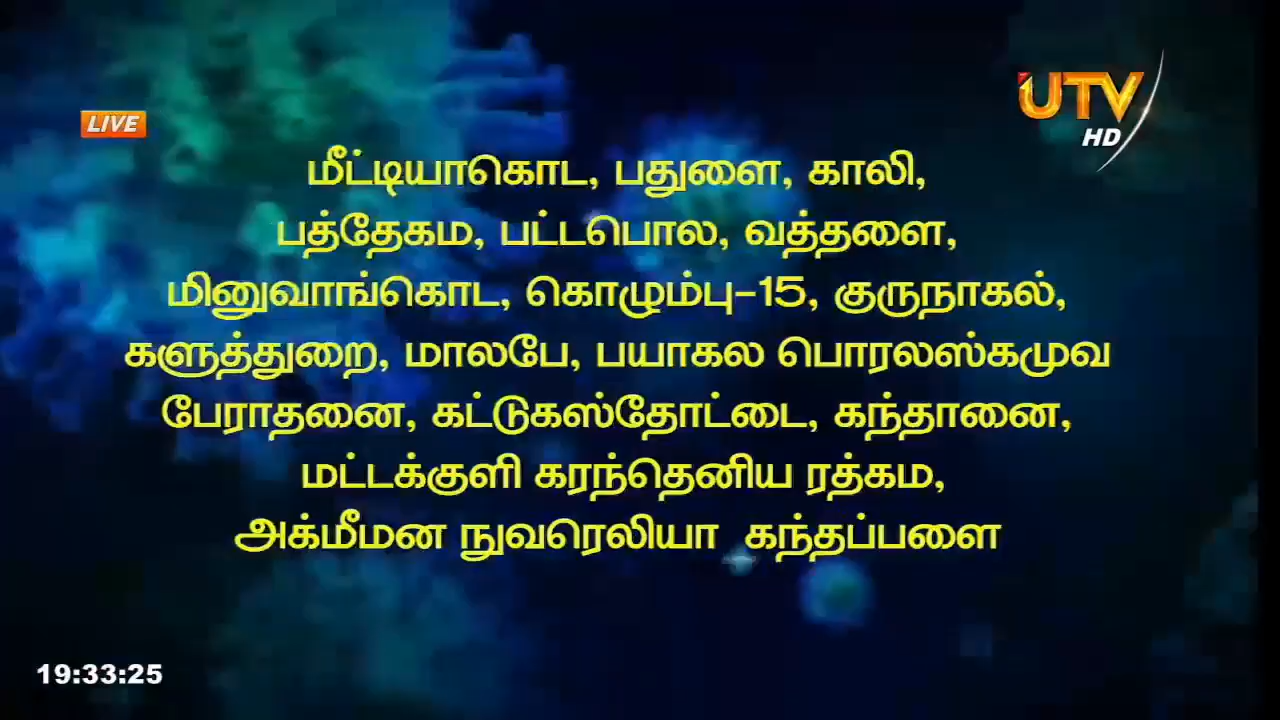 UTV
LIVE
HD
மீட்டியாகொட, பதுளை, காலி,
பத்தேகம, பட்டபொல, வத்தளை,
மினுவாங்கொட, கொழும்பு-15, குருநாகல்,
களுத்துறை, மாலபே, பயாகல பொரலஸ்கமுவ
பேராதனை, கட்டுகஸ்தோட்டை, கந்தானை,
மட்டக்குளி கரந்தெனிய ரத்கம,
அக்மீமன நுவரெலியா கந்தப்பளை
19:33:25